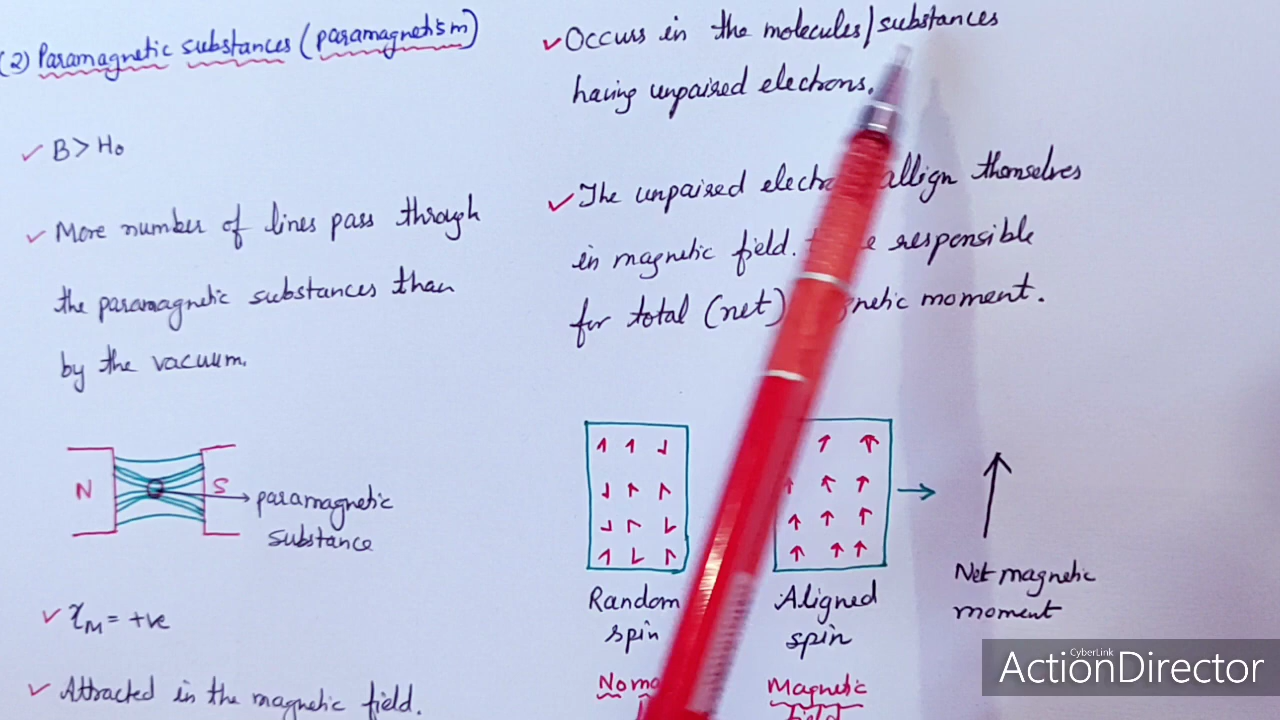 (2) Paramagnetic substances (paramagnetism)
✓ B > H₀
✓ More number of lines pass through
the paramagnetic substances than
by the vacuum.
N S
paramagnetic
substance
✓ χM = +ve
✓ Attracted in the magnetic field.
✓ Occurs in the molecules/substances
having unpaired electrons.
✓ The unpaired allign themselves
in magnetic field. responsible
for total (net) moment.
Random
spin
Aligned
spin
Net magnetic
moment
Magnetic
field
CyberLink
ActionDirector